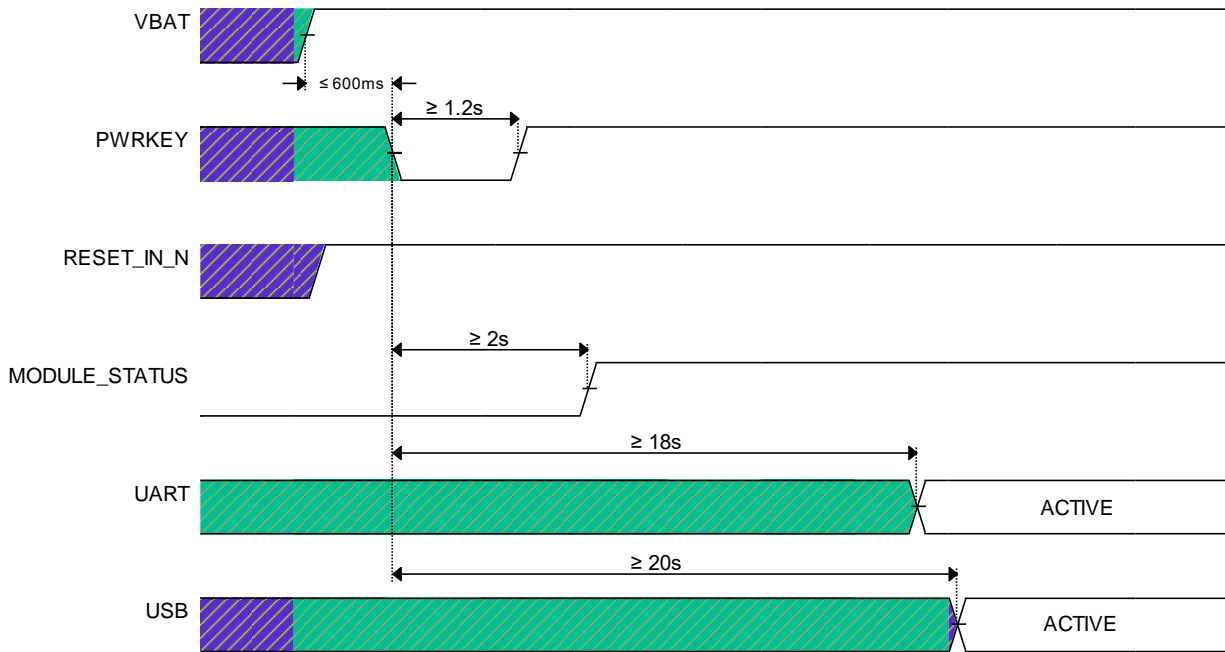 VBAT
≤ 600ms
≥ 1.2s
PWRKEY
RESET_IN_N
≥ 2s
MODULE_STATUS
≥ 18s
UART
ACTIVE
≥ 20s
USB
ACTIVE